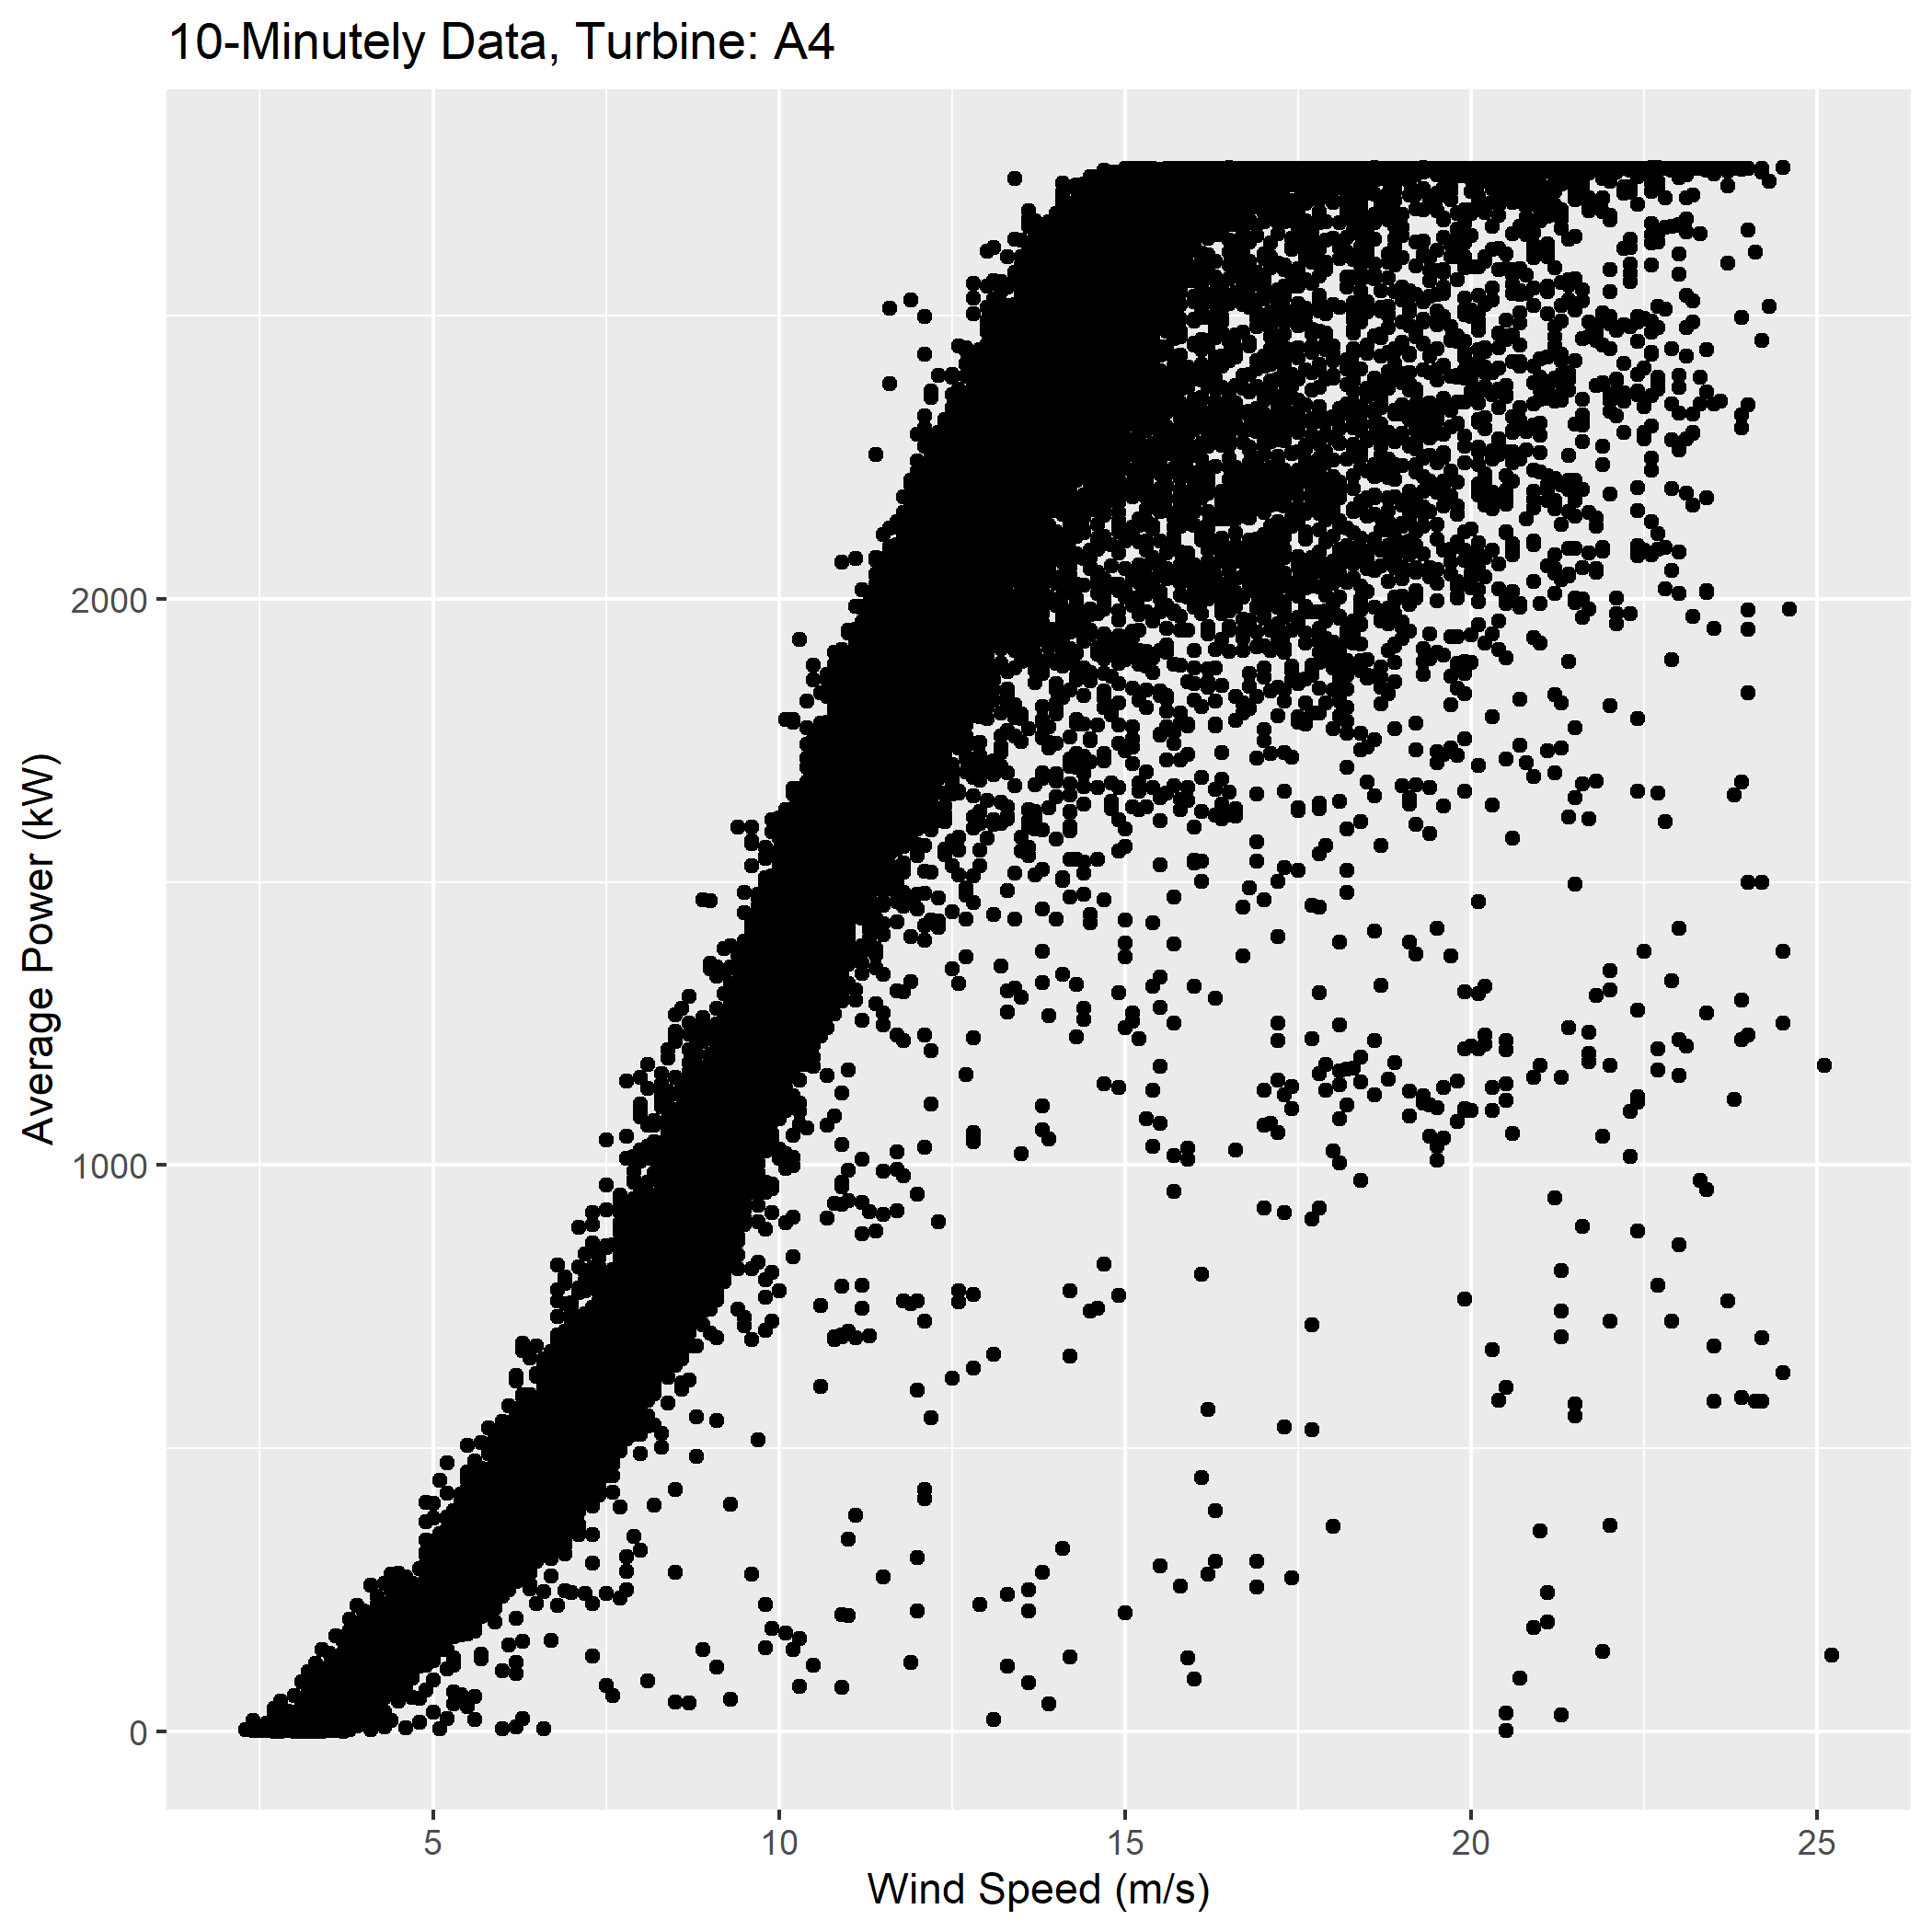 10-Minutely Data, Turbine: A4
Average Power (kW)
2000
1000
0
5 10 15 20 25
Wind Speed (m/s)